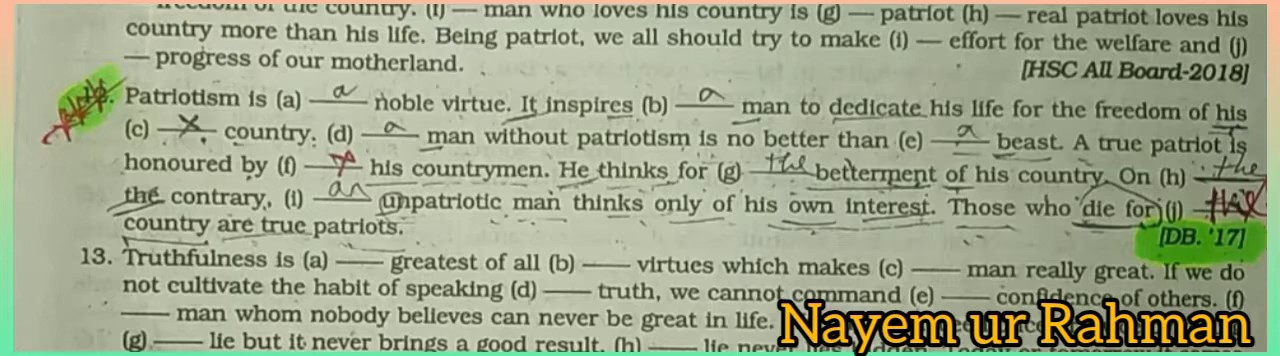 freedom of the country. (f) — man who loves his country is (g) — patriot (h) — real patriot loves his
country more than his life. Being patriot, we all should try to make (i) — effort for the welfare and (j)
— progress of our motherland. [HSC All Board-2018]
Patriotism is (a) a noble virtue. It inspires (b) a man to dedicate his life for the freedom of his
(c) × country. (d) a man without patriotism is no better than (e) a beast. A true patriot is
honoured by (f) × his countrymen. He thinks for (g) the betterment of his country. On (h) the
the contrary, (i) an unpatriotic man thinks only of his own interest. Those who die for (j) the
country are true patriots. [DB. '17]
13. Truthfulness is (a) — greatest of all (b) — virtues which makes (c) — man really great. If we do
not cultivate the habit of speaking (d) — truth, we cannot command (e) — confidence of others. (f)
— man whom nobody believes can never be great in life.
(g) — lie but it never brings a good result. (h) — lie never
Nayem ur Rahman